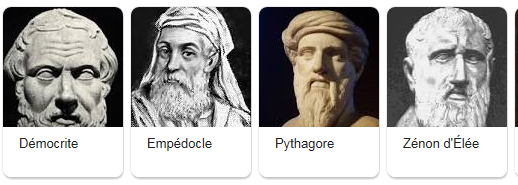 Démocrite
Empédocle
Pythagore
Zénon d'Élée